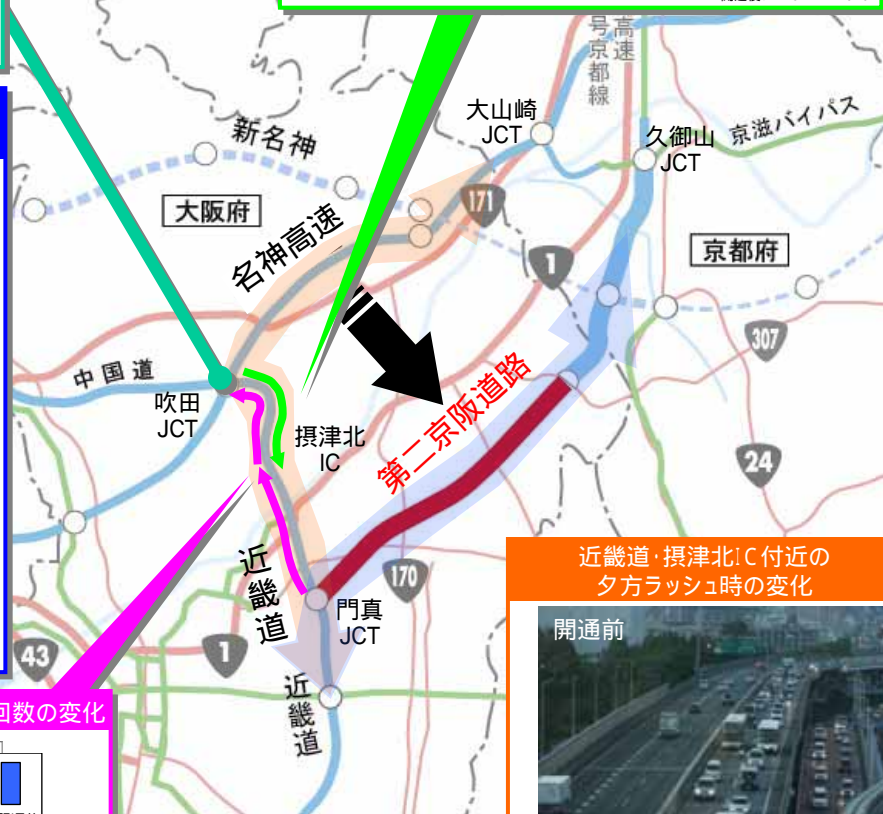 高速
号京都線
大山崎
JCT
久御山
JCT
京滋バイパス
新名神
大阪府
171
名神高速
1
京都府
307
中国道
吹田
JCT
摂津北
IC
第二京阪道路
24
近畿道・摂津北IC付近の
夕方ラッシュ時の変化
開通前
近畿道
170
門真
JCT
43
1
近畿道
回数の変化